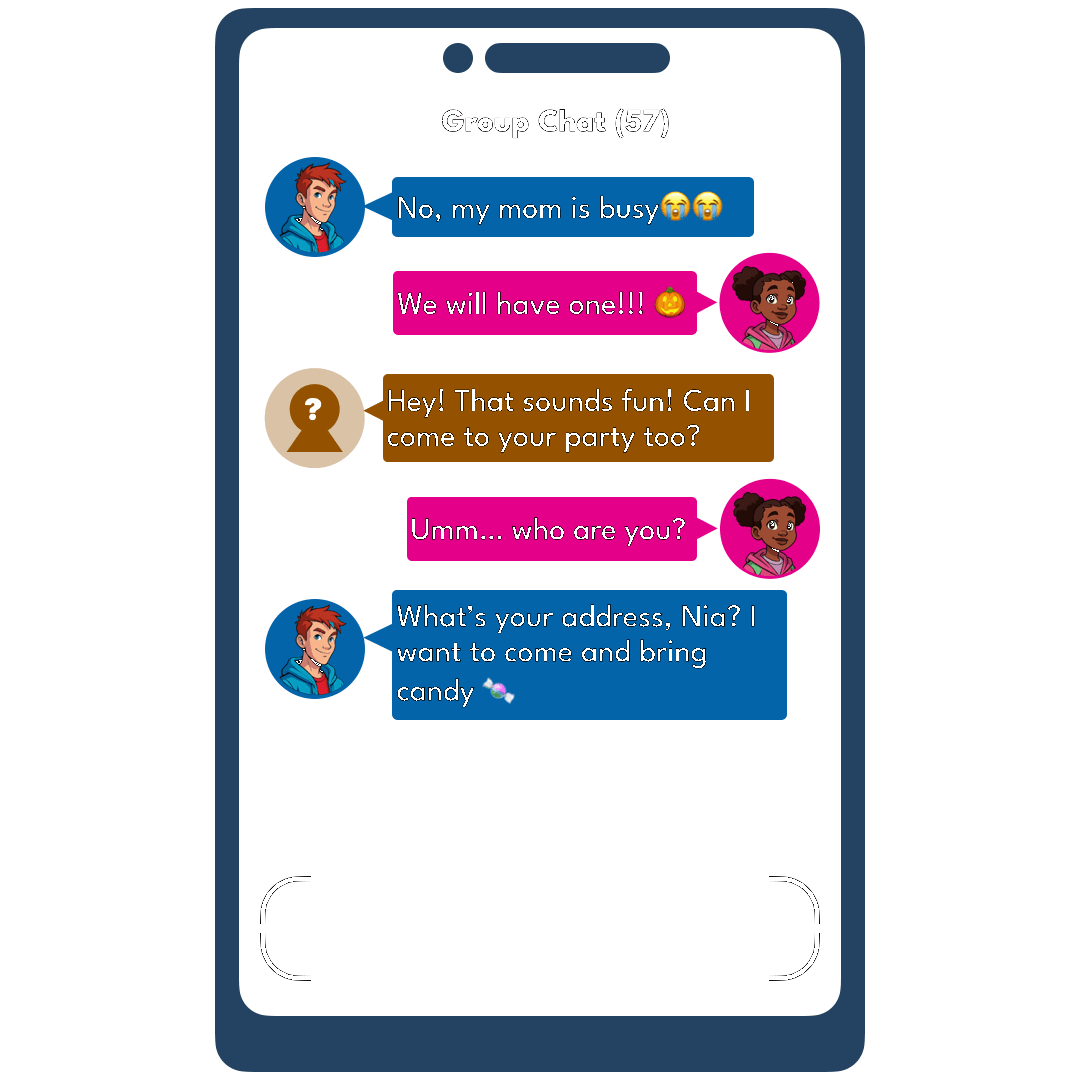 Group Chat (57)
No, my mom is busy😭😭
We will have one!!! 🎃
?
Hey! That sounds fun! Can I
come to your party too?
Umm... who are you?
What's your address, Nia? I
want to come and bring
candy 🍬